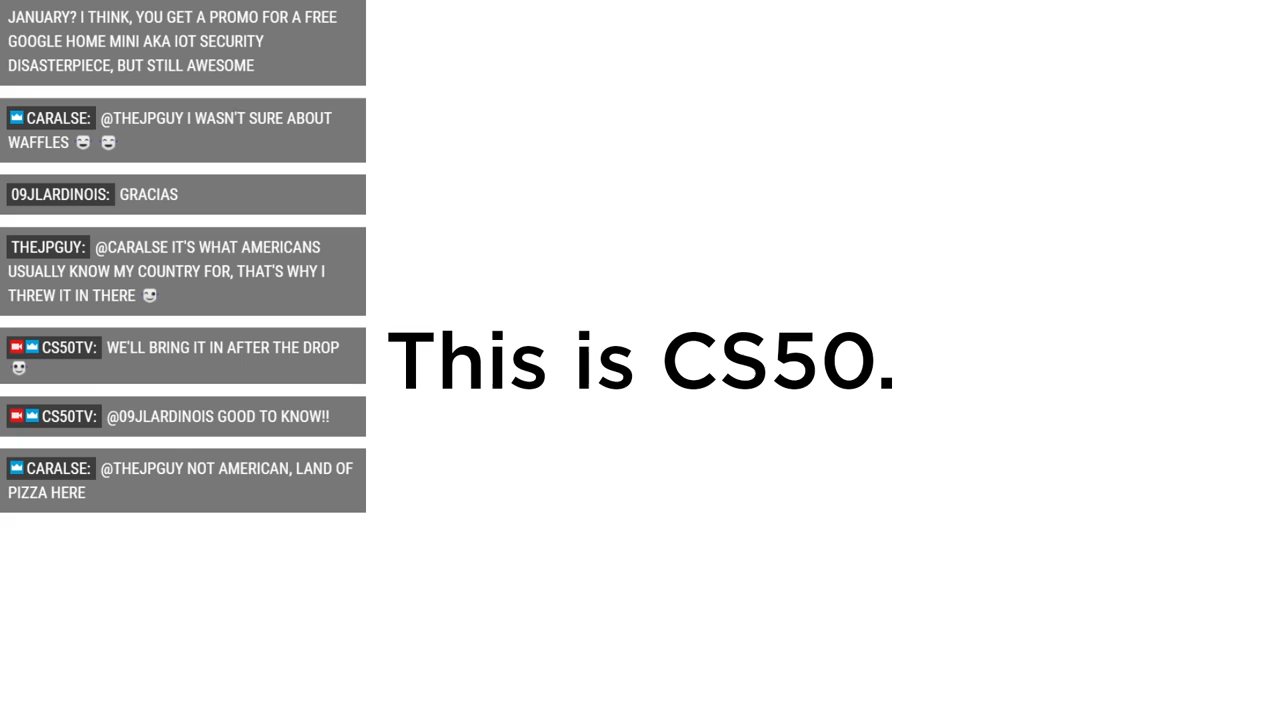 JANUARY? I THINK, YOU GET A PROMO FOR A FREE
GOOGLE HOME MINI AKA IOT SECURITY
DISASTERPIECE, BUT STILL AWESOME
CARALSE: @THEJPGUY I WASN'T SURE ABOUT
WAFFLES
09JLARDINOIS: GRACIAS
THEJPGUY: @CARALSE IT'S WHAT AMERICANS
USUALLY KNOW MY COUNTRY FOR, THAT'S WHY I
THREW IT IN THERE
CS50TV: WE'LL BRING IT IN AFTER THE DROP
CS50TV: @09JLARDINOIS GOOD TO KNOW!!
CARALSE: @THEJPGUY NOT AMERICAN, LAND OF
PIZZA HERE
This is CS50.